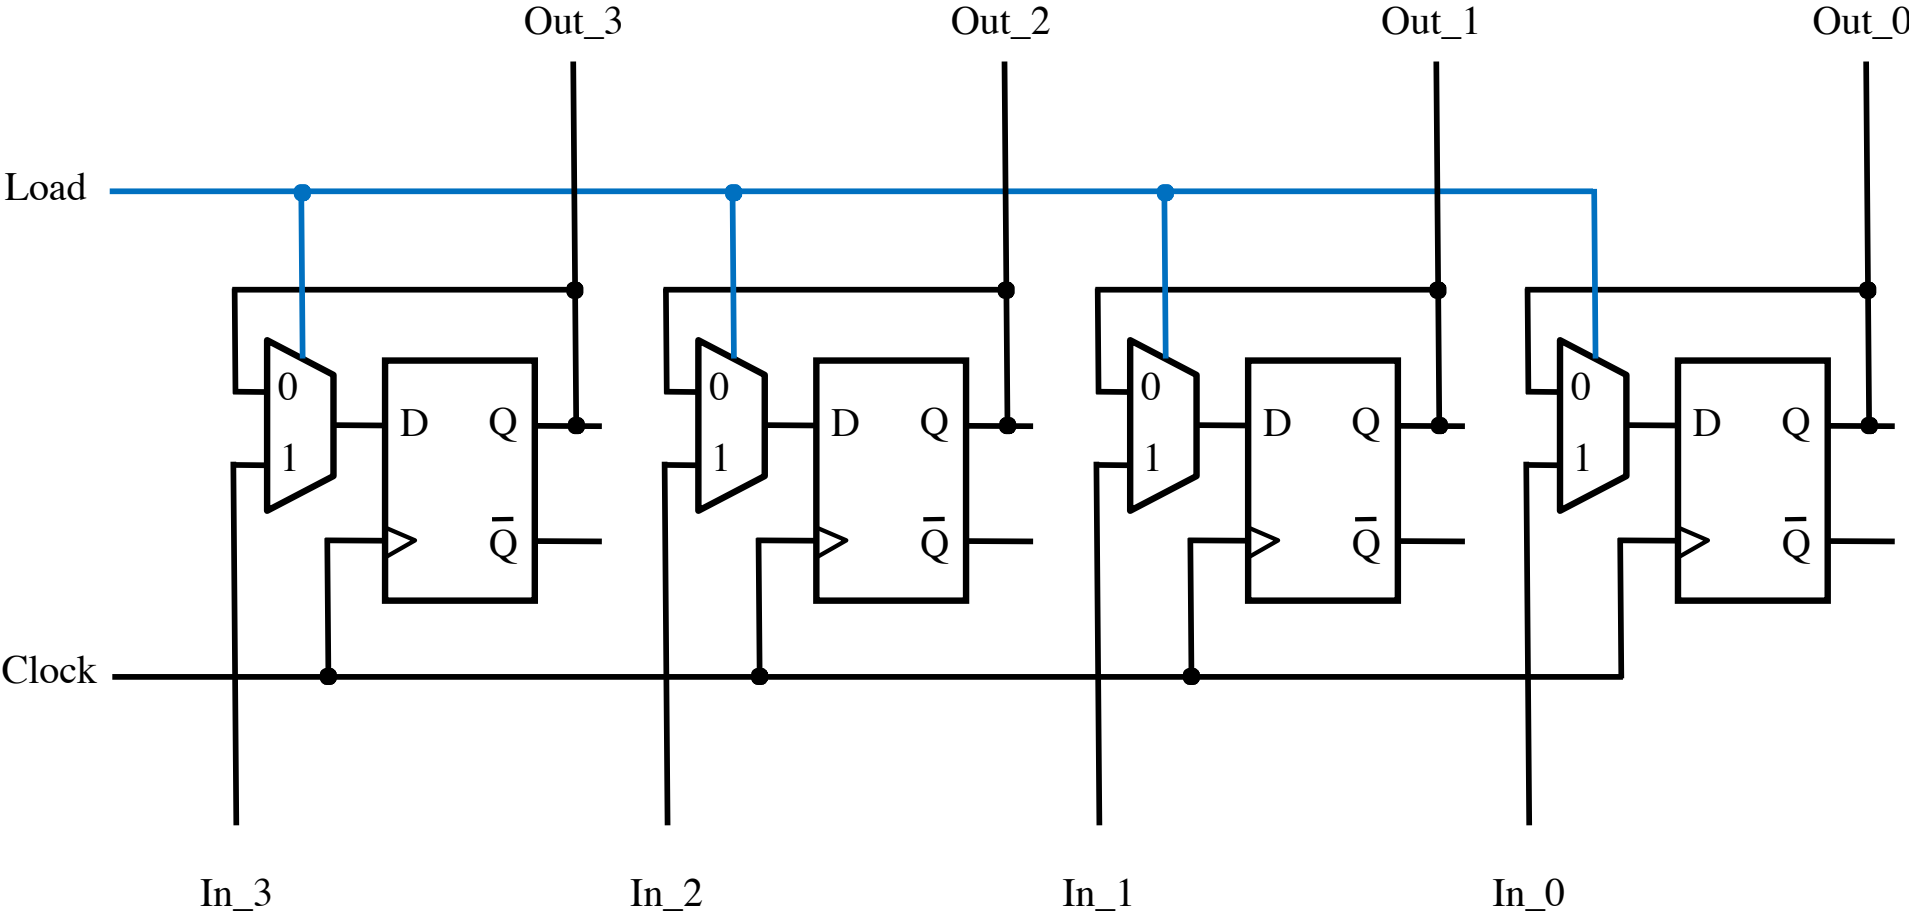 Out_3 Out_2 Out_1 Out_0
Load
0 0 0 0
D Q D Q D Q D Q
1 1 1 1
Q̅ Q̅ Q̅ Q̅
Clock
In_3 In_2 In_1 In_0